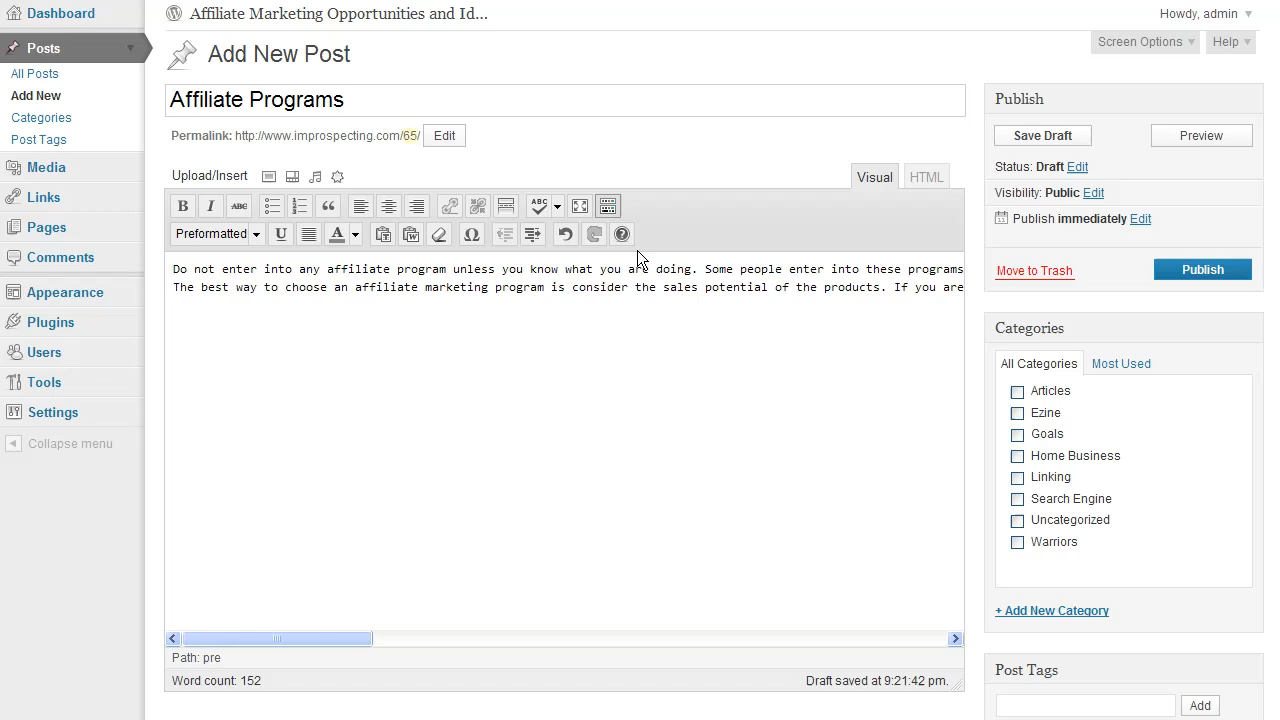 Dashboard
Affiliate Marketing Opportunities and Id...
Howdy, admin
Posts
Add New Post
Screen Options
Help
All Posts
Add New
Categories
Post Tags
Media
Links
Pages
Comments
Appearance
Plugins
Users
Tools
Settings
Collapse menu
Affiliate Programs
Permalink: http://www.improspecting.com/65/ Edit
Upload/Insert
Visual
HTML
B I ABC ABC
Preformatted U A
Do not enter into any affiliate program unless you know what you are doing. Some people enter into these programs
The best way to choose an affiliate marketing program is consider the sales potential of the products. If you are
Path: pre
Word count: 152
Draft saved at 9:21:42 pm.
Publish
Save Draft
Preview
Status: Draft Edit
Visibility: Public Edit
Publish immediately Edit
Move to Trash
Publish
Categories
All Categories
Most Used
Articles
Ezine
Goals
Home Business
Linking
Search Engine
Uncategorized
Warriors
+ Add New Category
Post Tags
Add